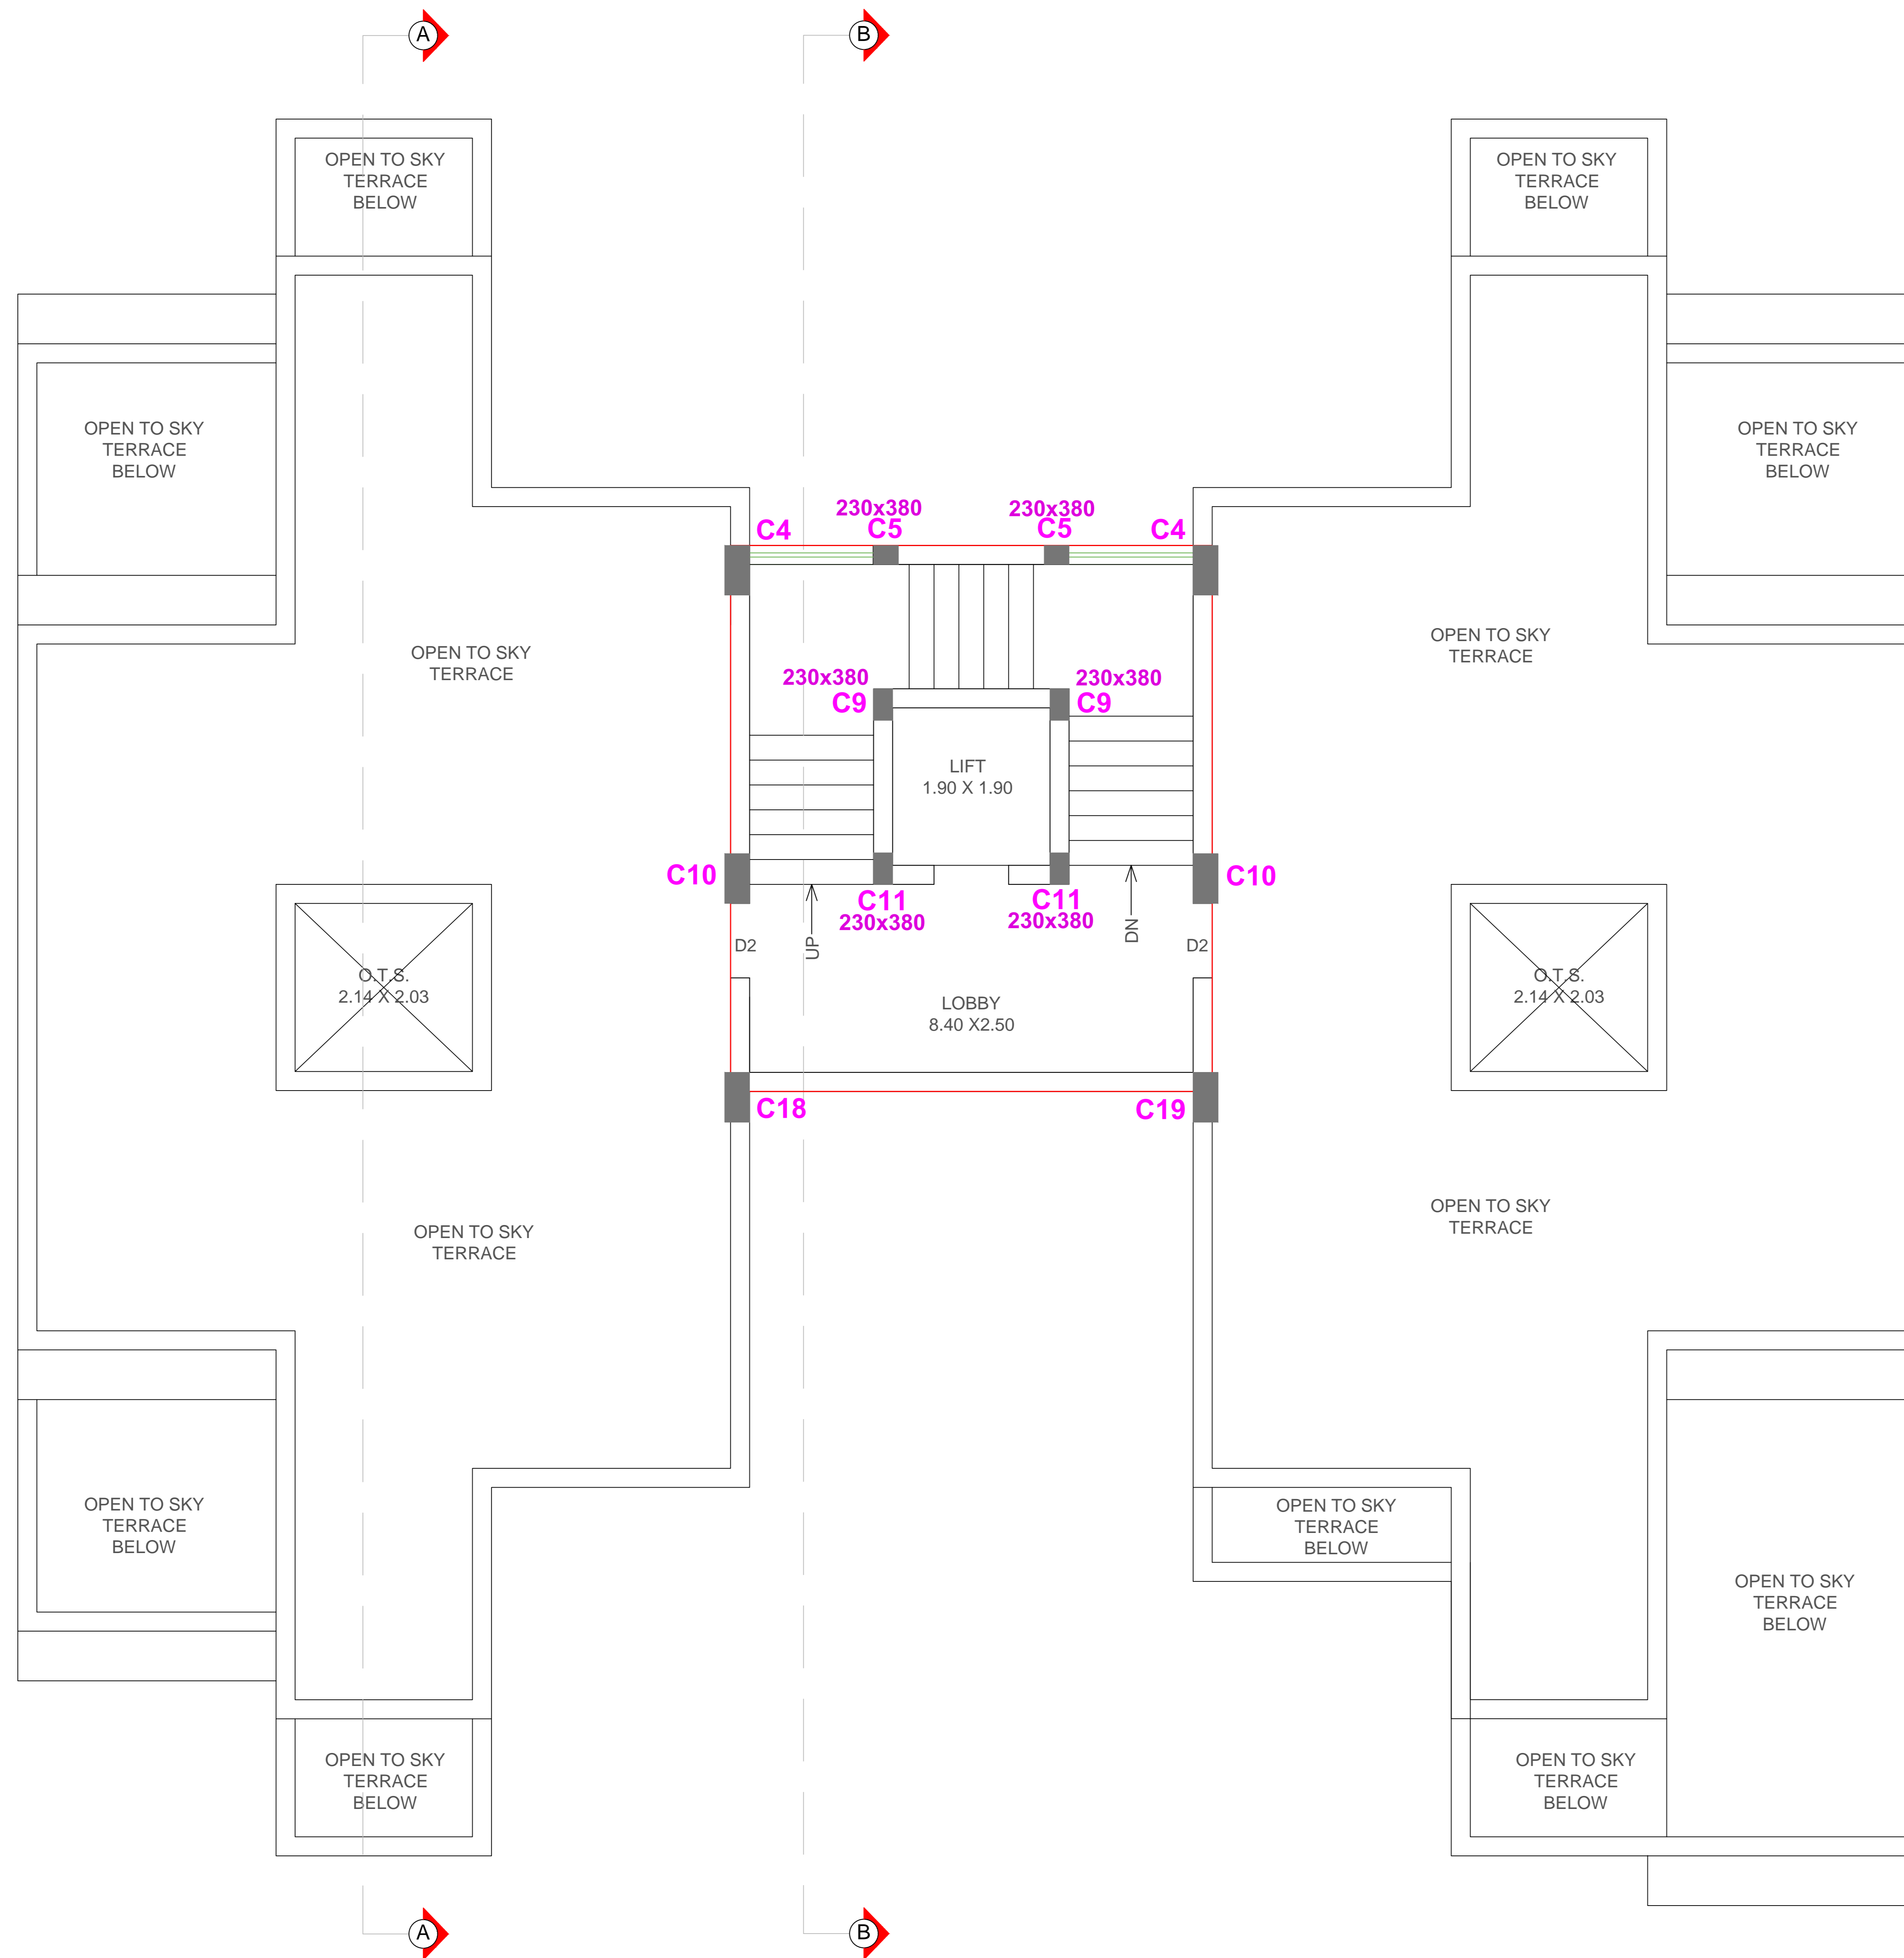 A
B
OPEN TO SKY
TERRACE
BELOW
OPEN TO SKY
TERRACE
BELOW
OPEN TO SKY
TERRACE
BELOW
OPEN TO SKY
TERRACE
BELOW
230x380
230x380
C4
C5
C5
C4
OPEN TO SKY
TERRACE
OPEN TO SKY
TERRACE
230x380
C9
230x380
C9
LIFT
1.90 X 1.90
C10
C10
C11
230x380
C11
230x380
D2
UP
DN
D2
O.T.S.
2.14 X 2.03
O.T.S.
2.14 X 2.03
LOBBY
8.40 X2.50
C18
C19
OPEN TO SKY
TERRACE
OPEN TO SKY
TERRACE
OPEN TO SKY
TERRACE
BELOW
OPEN TO SKY
TERRACE
BELOW
OPEN TO SKY
TERRACE
BELOW
OPEN TO SKY
TERRACE
BELOW
OPEN TO SKY
TERRACE
BELOW
A
B